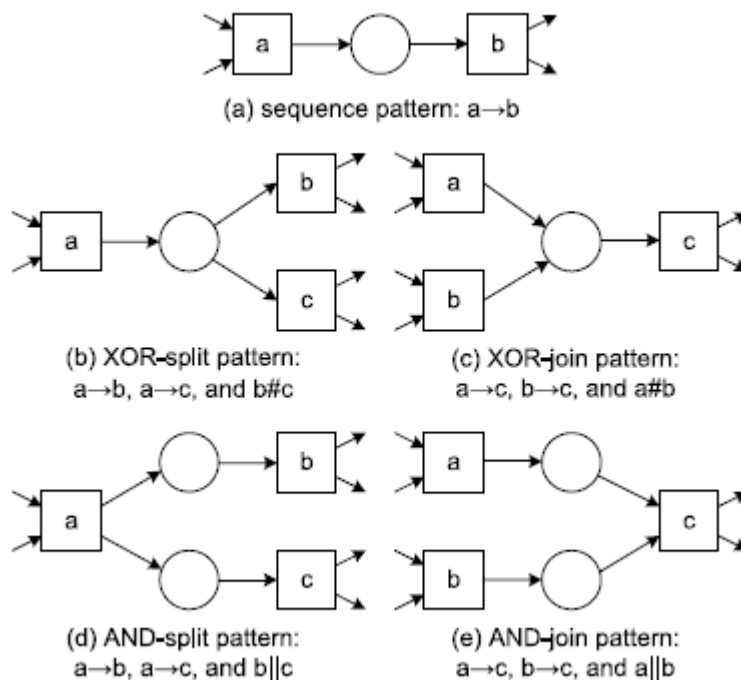 a
b
(a) sequence pattern: a→b
b
a
a
c
c
b
(b) XOR-split pattern:
a→b, a→c, and b#c
(c) XOR-join pattern:
a→c, b→c, and a#b
b
a
a
c
c
b
(d) AND-split pattern:
a→b, a→c, and b||c
(e) AND-join pattern:
a→c, b→c, and a||b